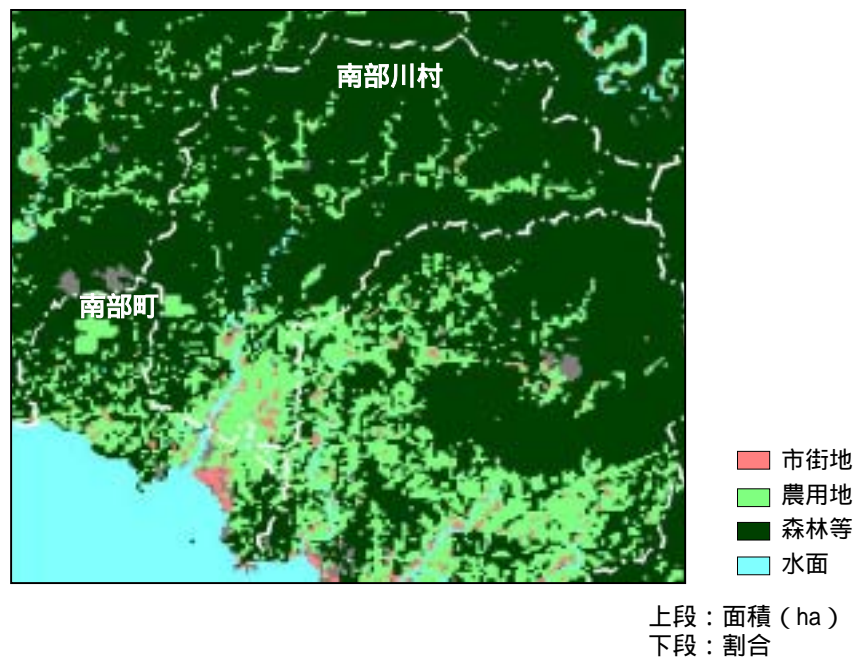 南部川村
南部町
市街地
農用地
森林等
水面
上段：面積（ha）
下段：割合